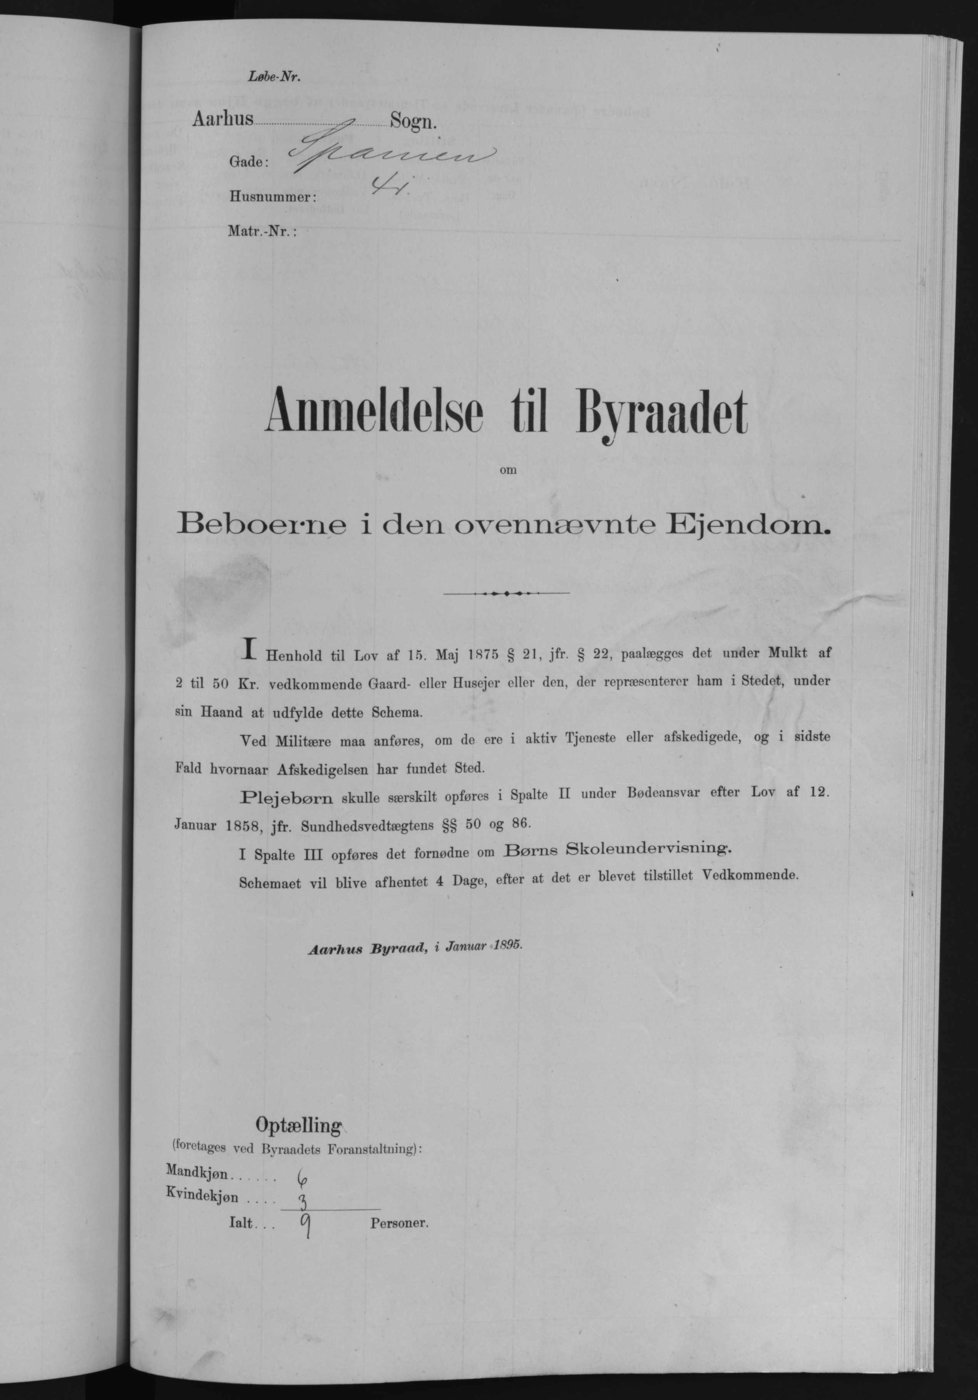 Løbe-Nr.
Aarhus Sogn.
Gade: Spanien
Husnummer: 4i.
Matr.-Nr.:
Anmeldelse til Byraadet
om
Beboerne i den ovennævnte Ejendom.
I Henhold til Lov af 15. Maj 1875 § 21, jfr. § 22, paalægges det under Mulkt af
2 til 50 Kr. vedkommende Gaard- eller Husejer eller den, der repræsenterer ham i Stedet, under
sin Haand at udfylde dette Schema.
Ved Militære maa anføres, om de ere i aktiv Tjeneste eller afskedigede, og i sidste
Fald hvornaar Afskedigelsen har fundet Sted.
Plejebørn skulle særskilt opføres i Spalte II under Bødeansvar efter Lov af 12.
Januar 1858, jfr. Sundhedsvedtægtens §§ 50 og 86.
I Spalte III opføres det fornødne om Børns Skoleundervisning.
Schemaet vil blive afhentet 4 Dage, efter at det er blevet tilstillet Vedkommende.
Aarhus Byraad, i Januar 1895.
Optælling
(foretages ved Byraadets Foranstaltning):
Mandkjøn...... 6
Kvindekjøn .... 3
Ialt... 9 Personer.